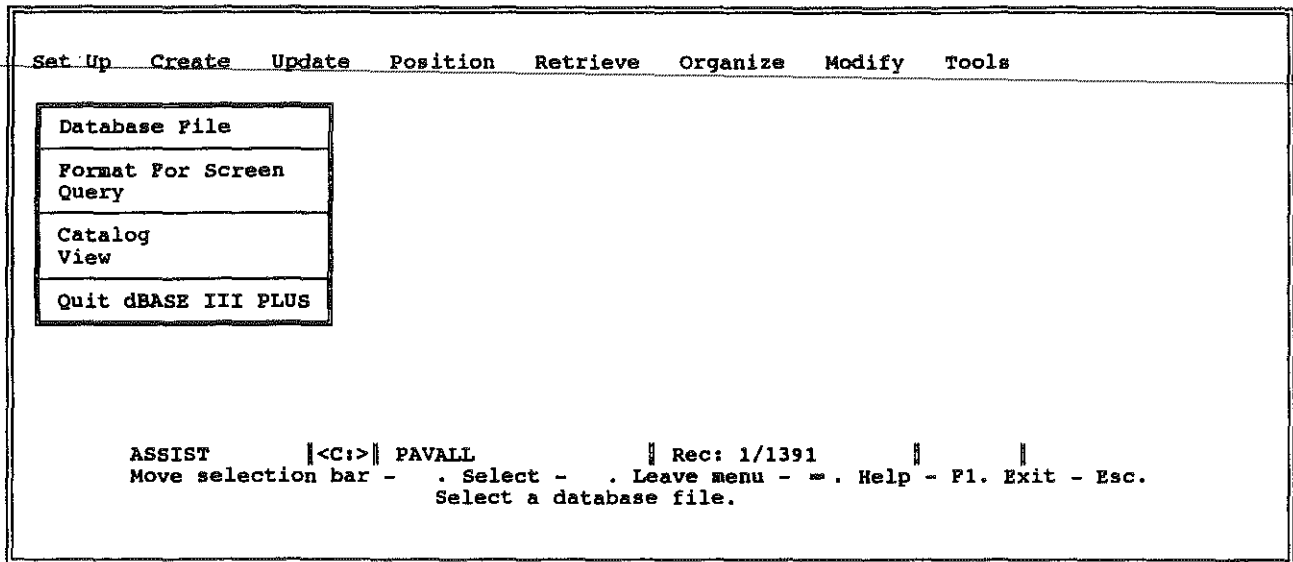 Set Up Create Update Position Retrieve Organize Modify Tools
Database File
Format For Screen
Query
Catalog
View
Quit dBASE III PLUS
ASSIST <C:> PAVALL Rec: 1/1391
Move selection bar - . Select - . Leave menu - . Help - F1. Exit - Esc.
Select a database file.